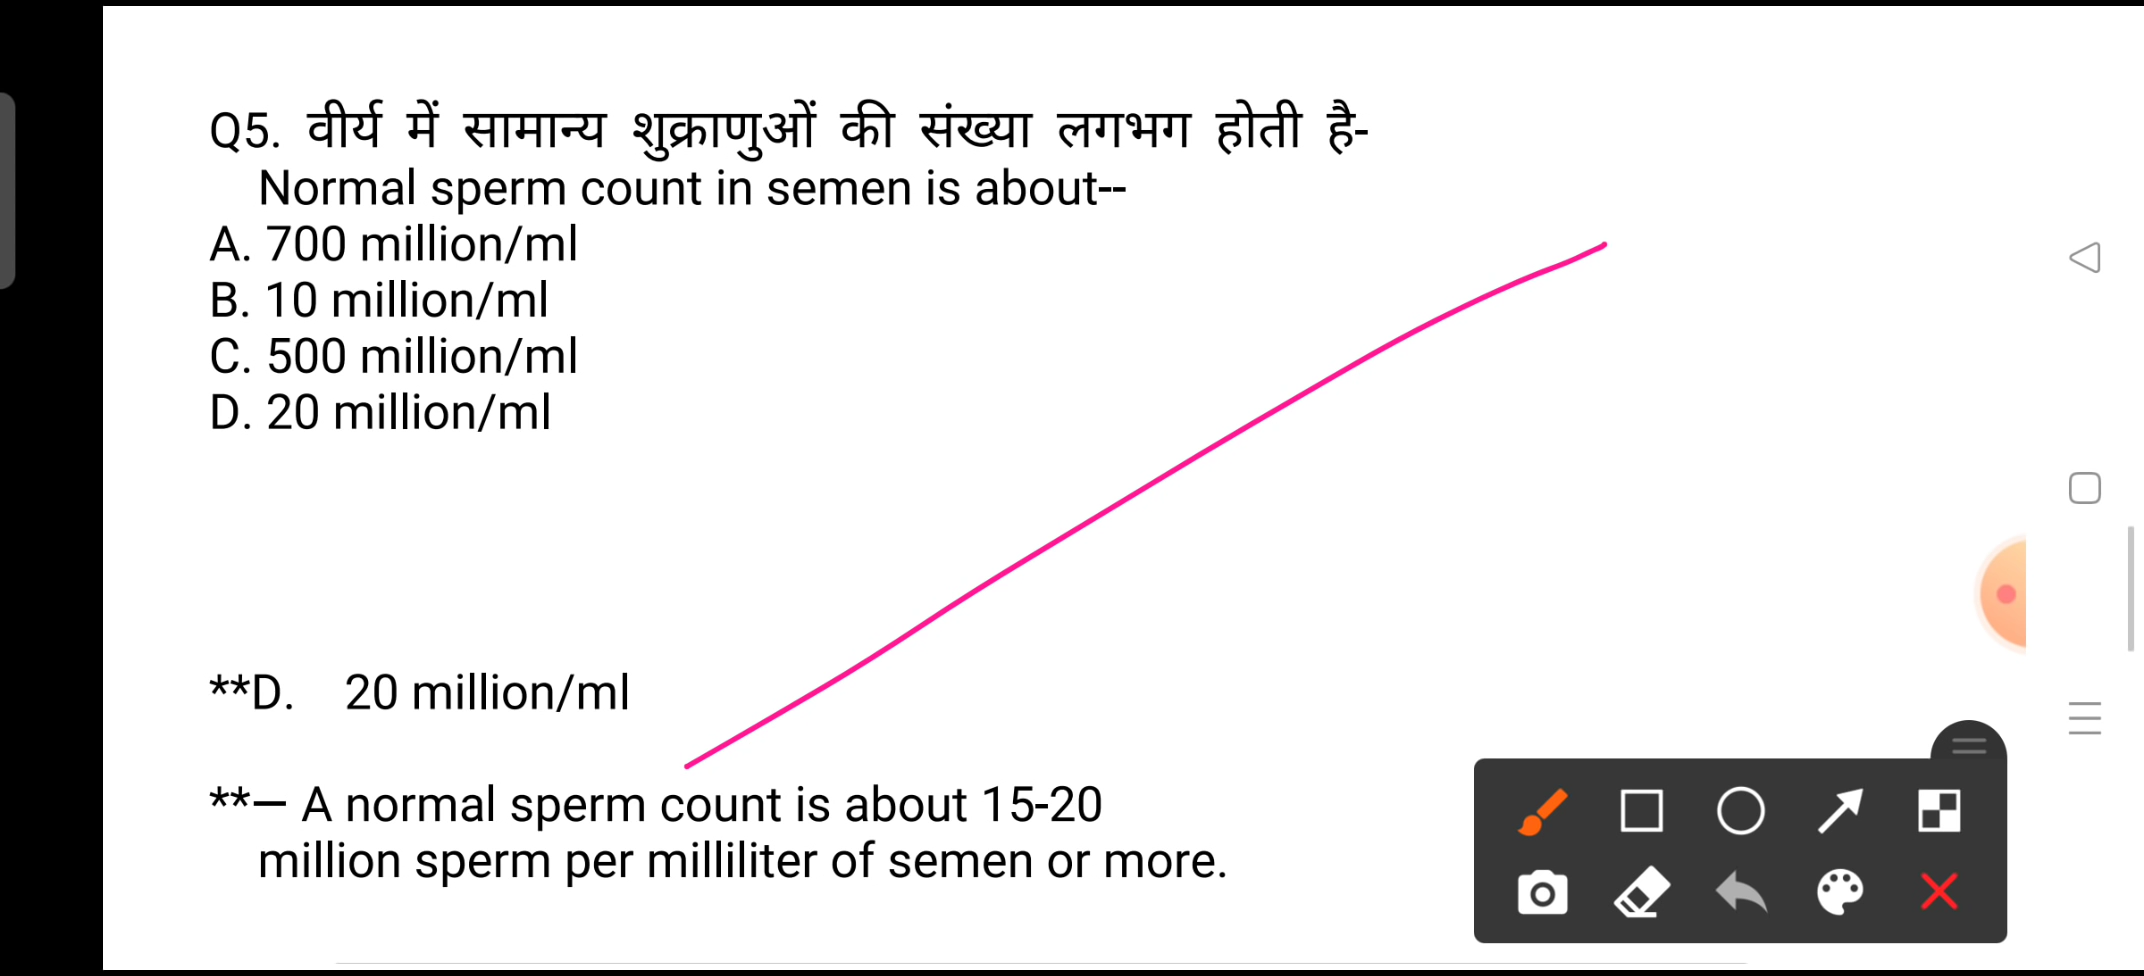 Q5. वीर्य में सामान्य शुक्राणुओं की संख्या लगभग होती है-
Normal sperm count in semen is about--
A. 700 million/ml
B. 10 million/ml
C. 500 million/ml
D. 20 million/ml
**D. 20 million/ml
**— A normal sperm count is about 15-20
million sperm per milliliter of semen or more.